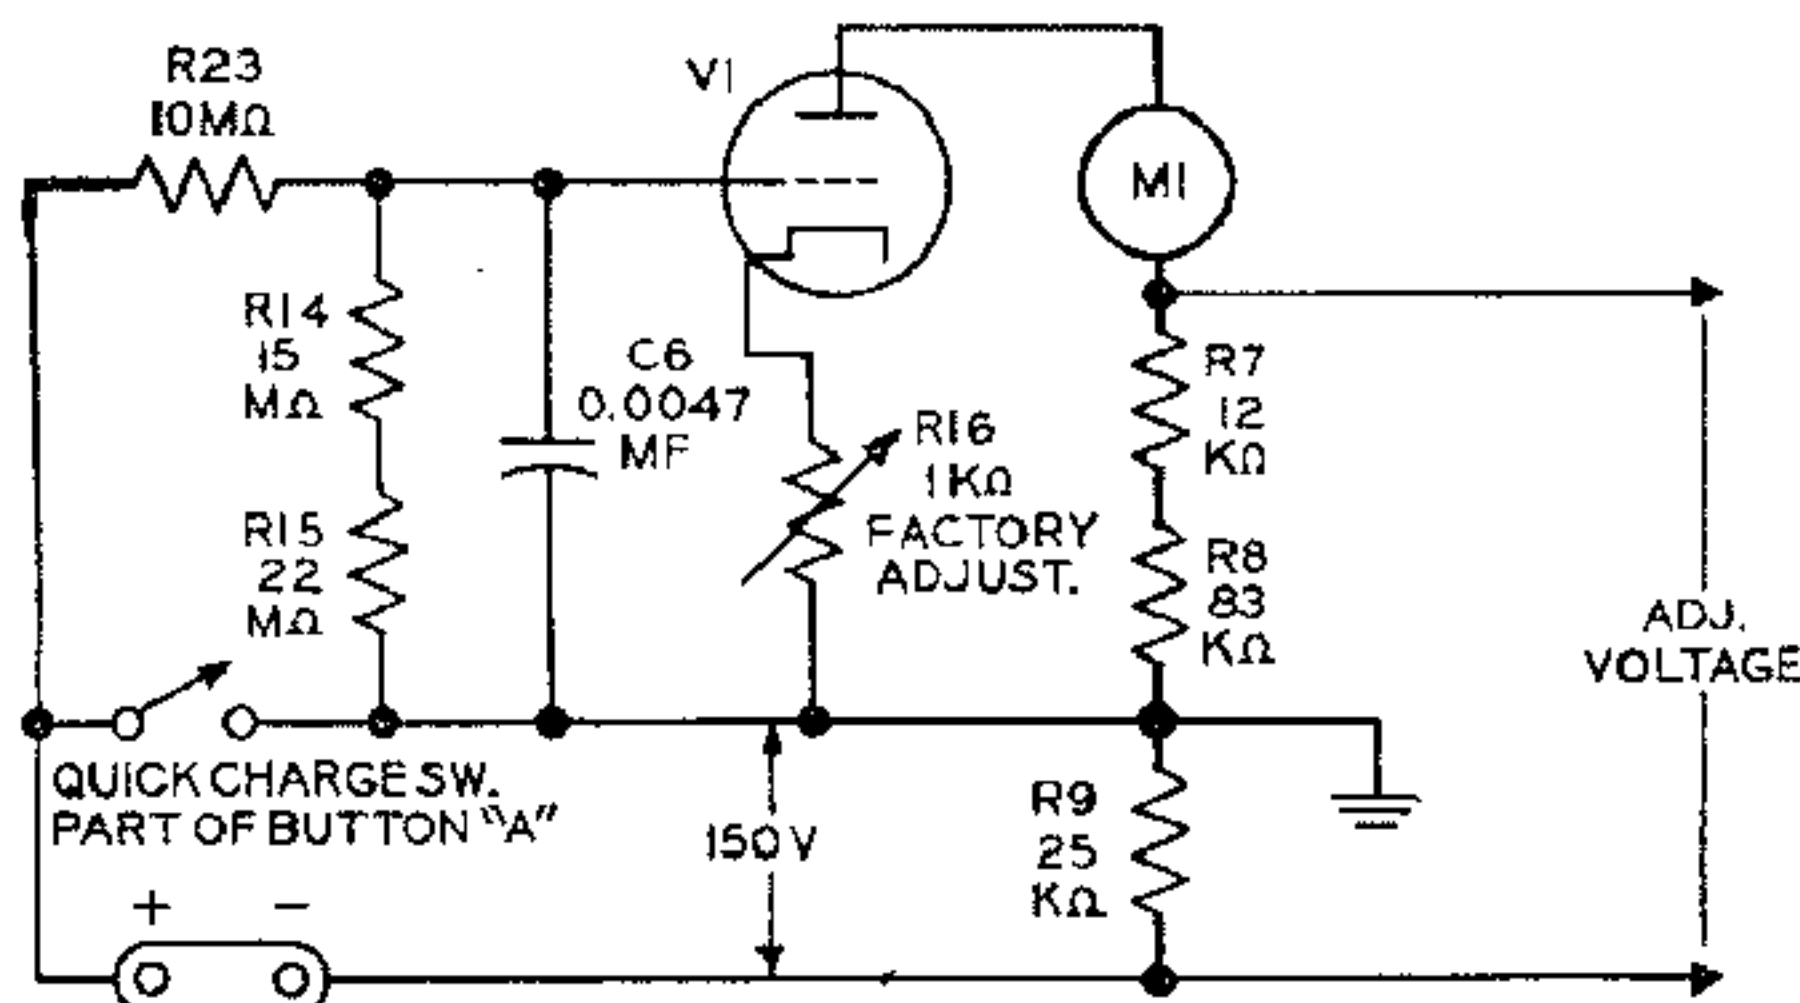 R23
10MΩ
V1
M1
R14
15
MΩ
C6
0.0047
MF
R16
1KΩ
FACTORY
ADJUST.
R7
12
KΩ
R15
22
MΩ
R8
83
KΩ
ADJ.
VOLTAGE
QUICK CHARGE SW.
PART OF BUTTON "A"
150V
R9
25
KΩ
+ −